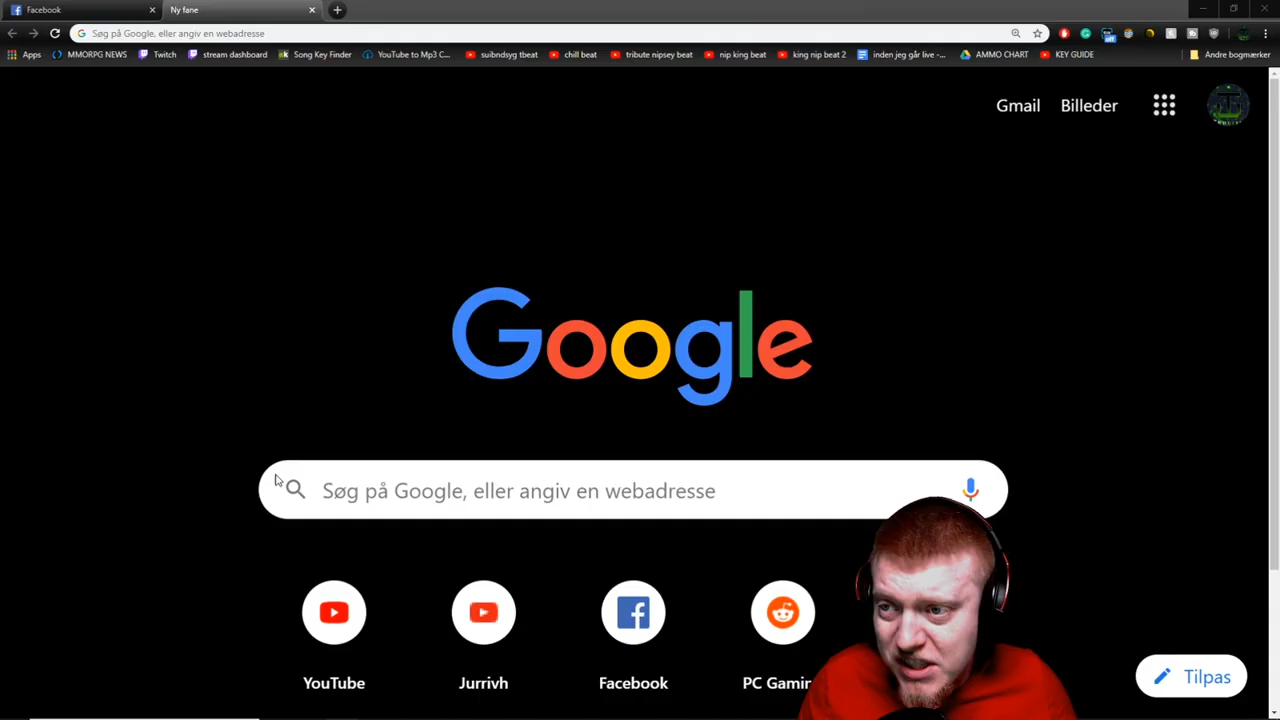 Facebook
Ny fane
Søg på Google, eller angiv en webadresse
Apps MMORPG NEWS Twitch stream dashboard Song Key Finder YouTube to Mp3 C... suibndsyg tbeat chill beat tribute nipsey beat nip king beat king nip beat 2 inden jeg går live -... AMMO CHART KEY GUIDE Andre bogmærker
Gmail Billeder
Google
Søg på Google, eller angiv en webadresse
YouTube Jurrivh Facebook PC Gamin
Tilpas